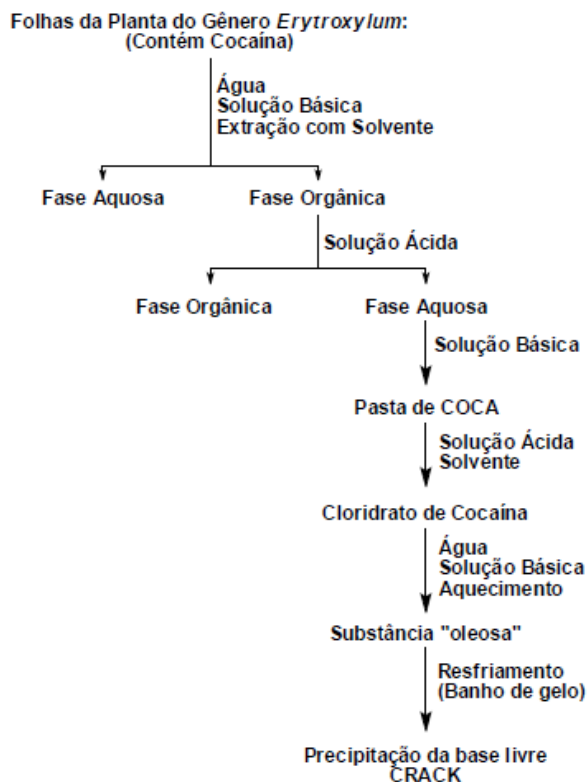 Folhas da Planta do Gênero Erytroxylum:
(Contém Cocaína)
Água
Solução Básica
Extração com Solvente
Fase Aquosa
Fase Orgânica
Solução Ácida
Fase Orgânica
Fase Aquosa
Solução Básica
Pasta de COCA
Solução Ácida
Solvente
Cloridrato de Cocaína
Água
Solução Básica
Aquecimento
Substância "oleosa"
Resfriamento
(Banho de gelo)
Precipitação da base livre
CRACK